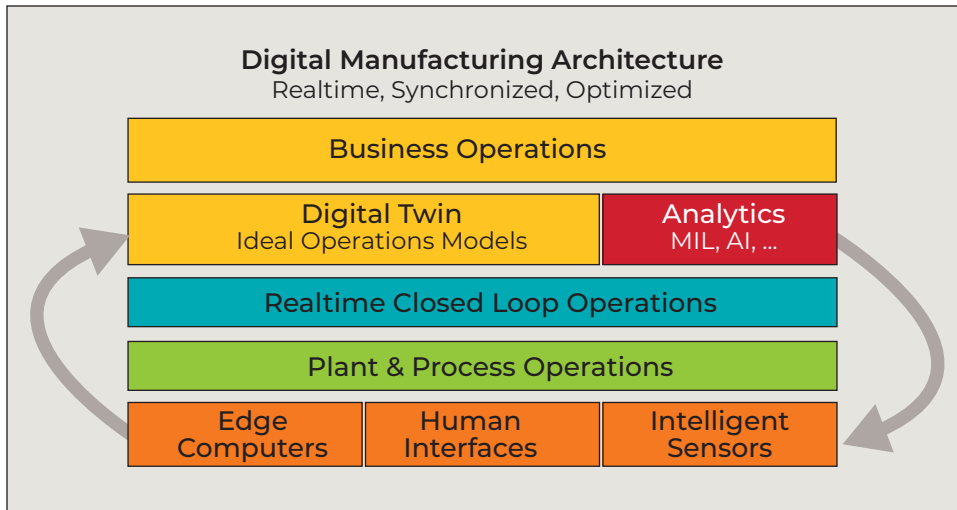 Digital Manufacturing Architecture
Realtime, Synchronized, Optimized
Business Operations
Digital Twin
Ideal Operations Models
Analytics
MIL, AI, ...
Realtime Closed Loop Operations
Plant & Process Operations
Edge
Computers
Human
Interfaces
Intelligent
Sensors